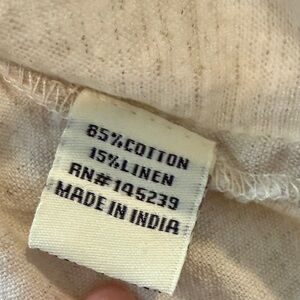 85%COTTON
15%LINEN
RN#145239
MADE IN INDIA